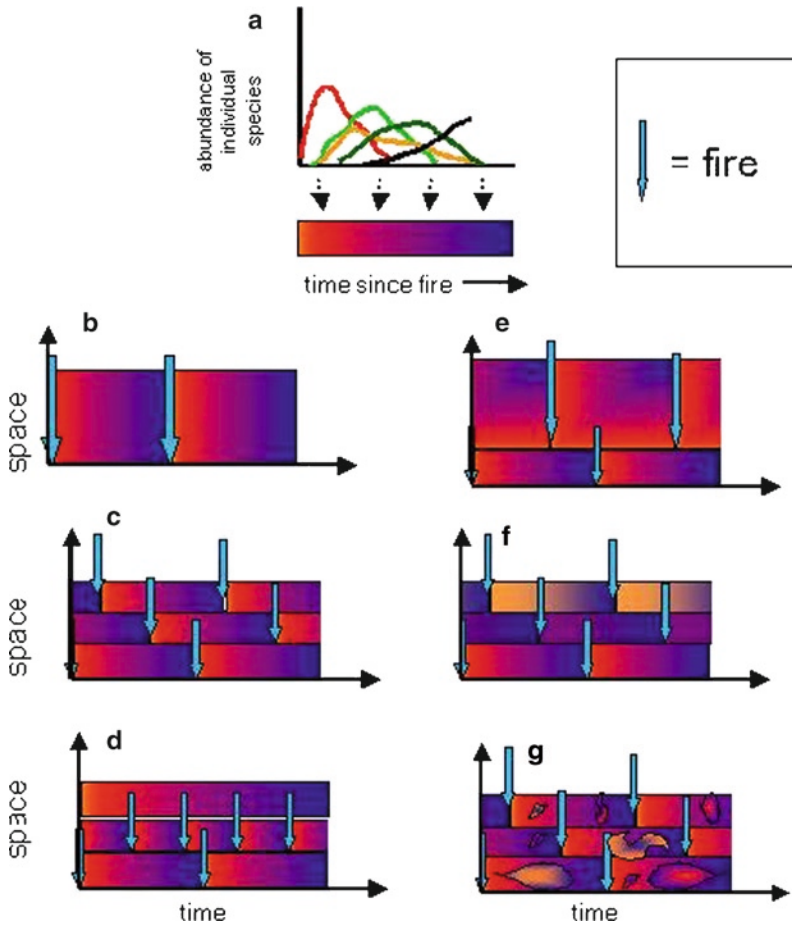 a
abundance of
individual
species
= fire
time since fire
b
e
space
c
f
space
d
g
space
time
time